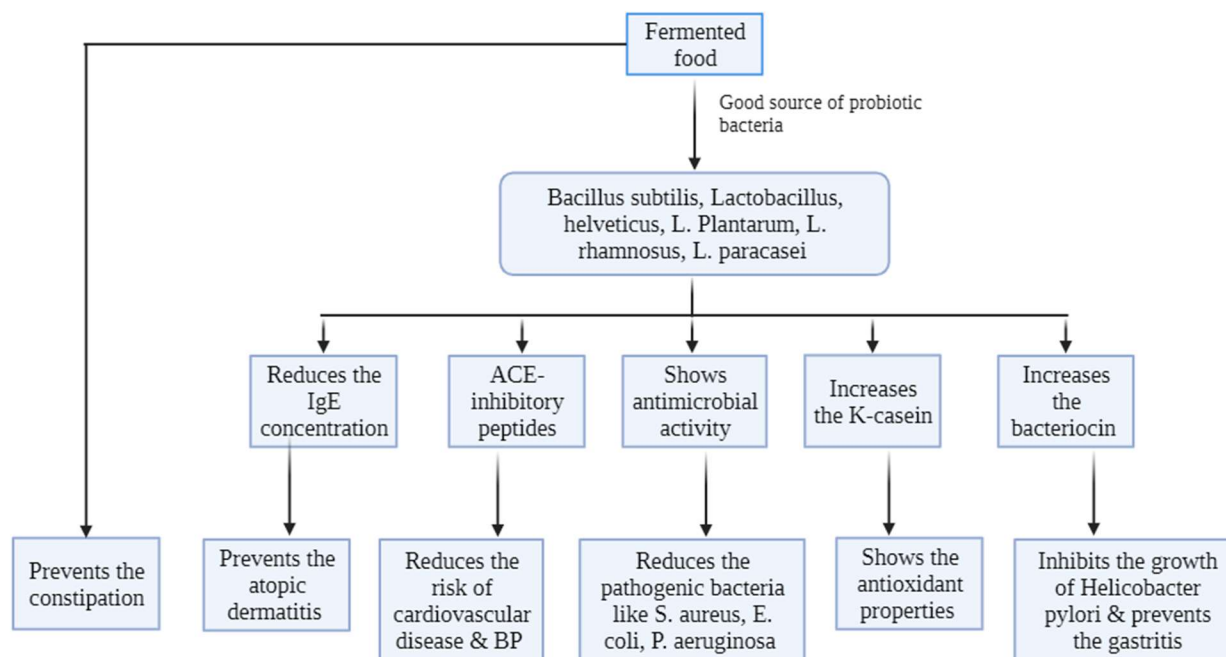 Fermented
food
Good source of probiotic
bacteria
Bacillus subtilis, Lactobacillus,
helveticus, L. Plantarum, L.
rhamnosus, L. paracasei
Reduces the
IgE
concentration
ACE-
inhibitory
peptides
Shows
antimicrobial
activity
Increases
the K-casein
Increases
the
bacteriocin
Prevents the
constipation
Prevents the
atopic
dermatitis
Reduces the
risk of
cardiovascular
disease & BP
Reduces the
pathogenic bacteria
like S. aureus, E.
coli, P. aeruginosa
Shows the
antioxidant
properties
Inhibits the growth
of Helicobacter
pylori & prevents
the gastritis